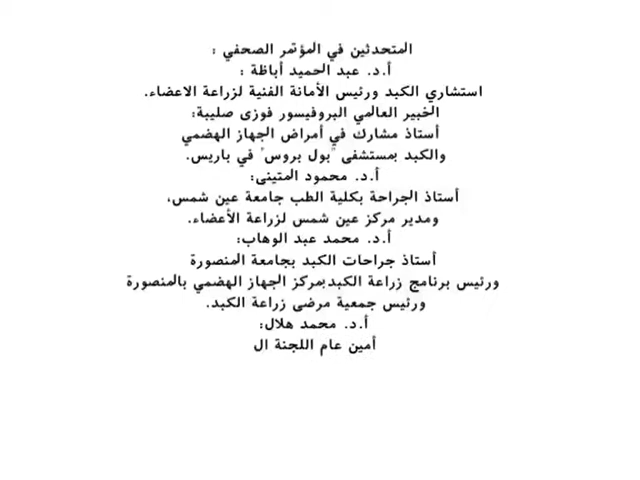 المتحدثين في المؤتمر الصحفي :
أ.د. عبد الحميد أباظة :
استشاري الكبد ورئيس الأمانة الفنية لزراعة الاعضاء.
الخبير العالمي البروفيسور فوزى صليبة:
أستاذ مشارك في أمراض الجهاز الهضمي
والكبد بمستشفى "بول بروس" في باريس.
أ.د. محمود المتينى:
أستاذ الجراحة بكلية الطب جامعة عين شمس،
ومدير مركز عين شمس لزراعة الأعضاء.
أ.د. محمد عبد الوهاب:
أستاذ جراحات الكبد بجامعة المنصورة
ورئيس برنامج زراعة الكبد بمركز الجهاز الهضمي بالمنصورة
ورئيس جمعية مرضى زراعة الكبد.
أ.د. محمد هلال:
أمين عام اللجنة ال